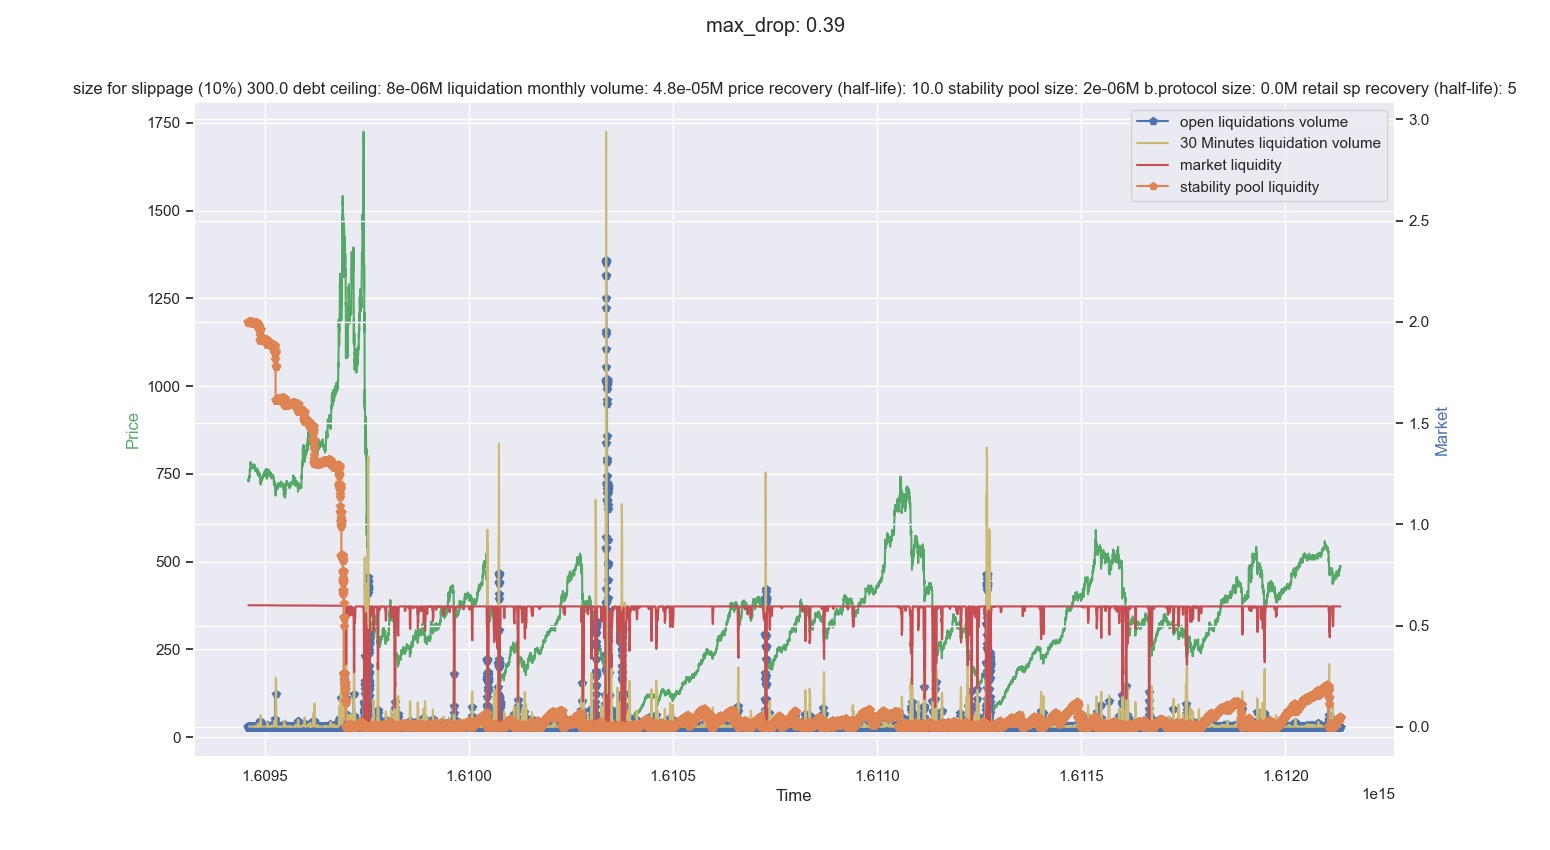 max_drop: 0.39
size for slippage (10%) 300.0 debt ceiling: 8e-06M liquidation monthly volume: 4.8e-05M price recovery (half-life): 10.0 stability pool size: 2e-06M b.protocol size: 0.0M retail sp recovery (half-life): 5
open liquidations volume
30 Minutes liquidation volume
market liquidity
stability pool liquidity
Price
1750
1500
1250
1000
750
500
250
0
Market
3.0
2.5
2.0
1.5
1.0
0.5
0.0
1.6095 1.6100 1.6105 1.6110 1.6115 1.6120
1e15
Time